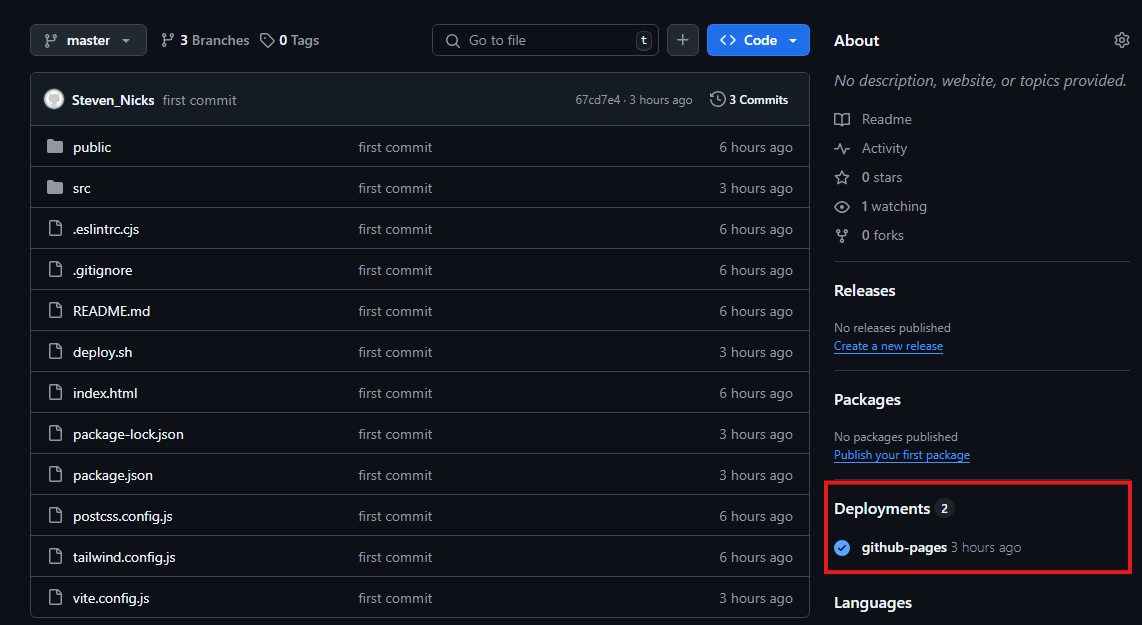 master 3 Branches 0 Tags Go to file t Code
Steven_Nicks first commit 67cd7e4 · 3 hours ago 3 Commits
public first commit 6 hours ago
src first commit 3 hours ago
.eslintrc.cjs first commit 6 hours ago
.gitignore first commit 6 hours ago
README.md first commit 6 hours ago
deploy.sh first commit 3 hours ago
index.html first commit 6 hours ago
package-lock.json first commit 3 hours ago
package.json first commit 3 hours ago
postcss.config.js first commit 6 hours ago
tailwind.config.js first commit 6 hours ago
vite.config.js first commit 3 hours ago
About
No description, website, or topics provided.
Readme
Activity
0 stars
1 watching
0 forks
Releases
No releases published
Create a new release
Packages
No packages published
Publish your first package
Deployments 2
github-pages 3 hours ago
Languages